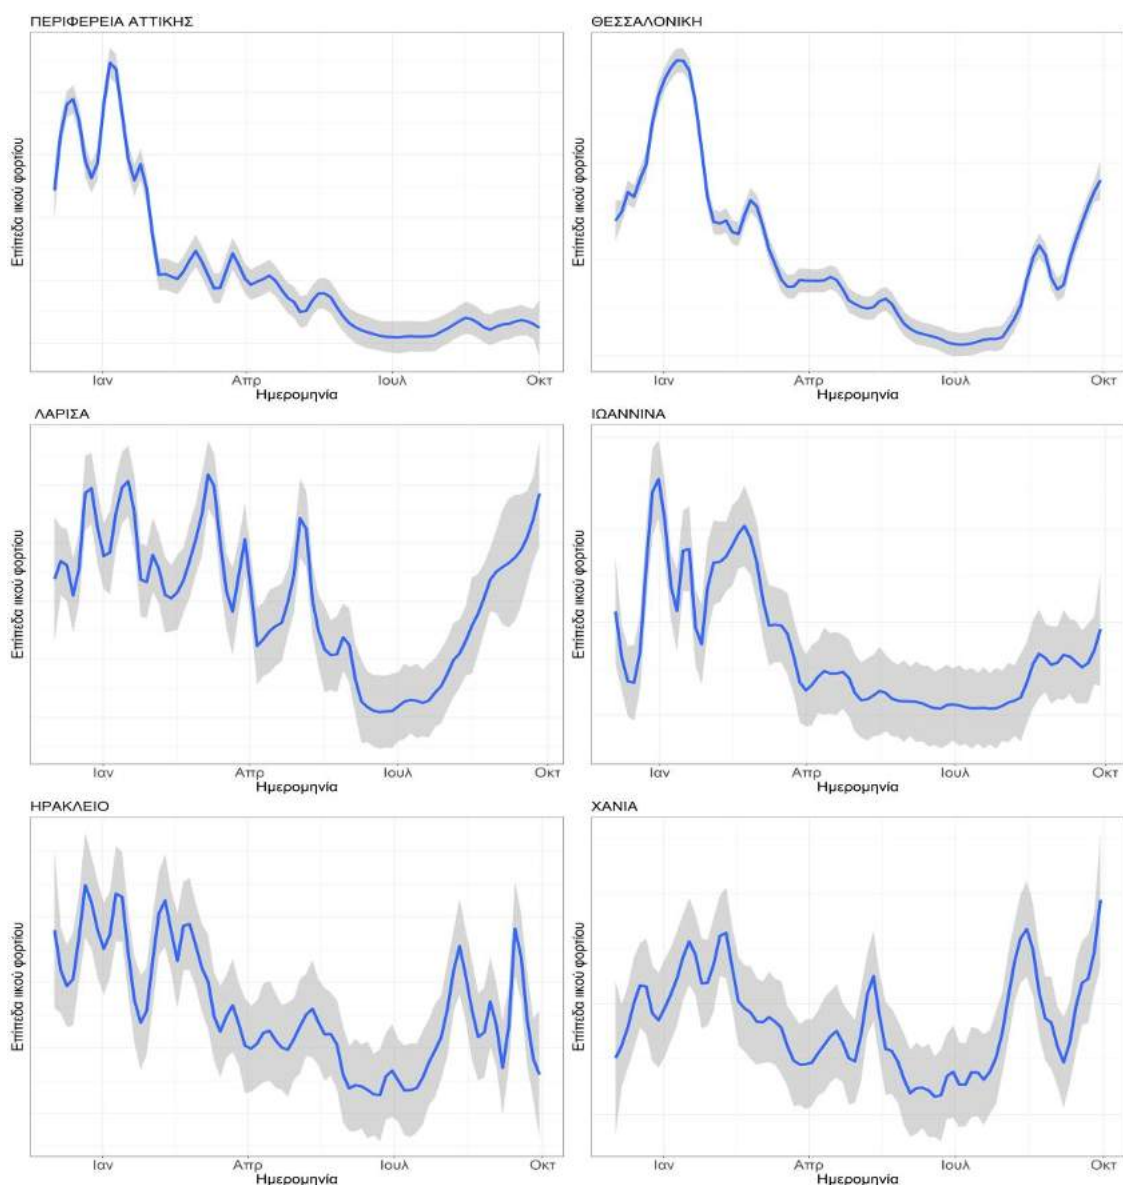 ΠΕΡΙΦΕΡΕΙΑ ΑΤΤΙΚΗΣ
Επίπεδα ιικού φορτίου
Ιαν Απρ Ιουλ Οκτ
Ημερομηνία
ΘΕΣΣΑΛΟΝΙΚΗ
Επίπεδα ιικού φορτίου
Ιαν Απρ Ιουλ Οκτ
Ημερομηνία
ΛΑΡΙΣΑ
Επίπεδα ιικού φορτίου
Ιαν Απρ Ιουλ Οκτ
Ημερομηνία
ΙΩΑΝΝΙΝΑ
Επίπεδα ιικού φορτίου
Ιαν Απρ Ιουλ Οκτ
Ημερομηνία
ΗΡΑΚΛΕΙΟ
Επίπεδα ιικού φορτίου
Ιαν Απρ Ιουλ Οκτ
Ημερομηνία
ΧΑΝΙΑ
Επίπεδα ιικού φορτίου
Ιαν Απρ Ιουλ Οκτ
Ημερομηνία